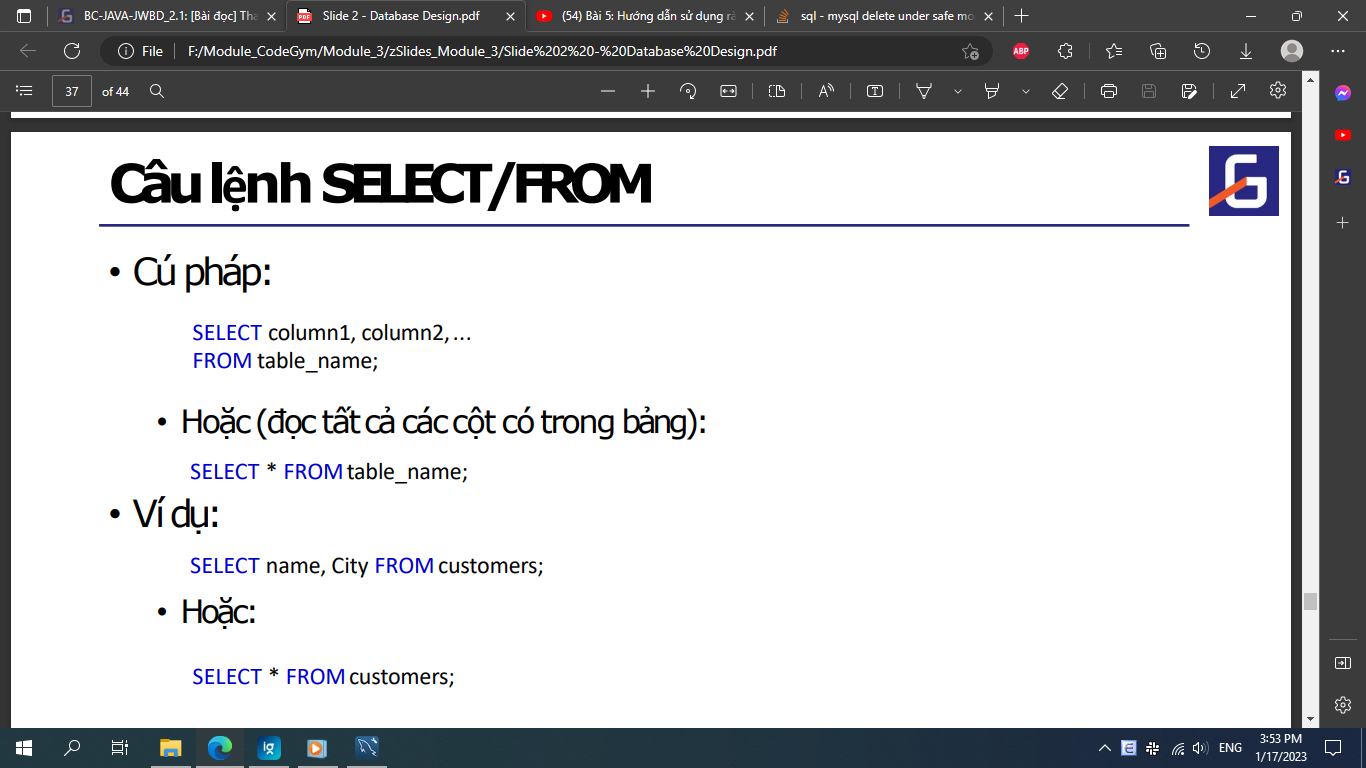 BC-JAVA-JWBD_2.1: [Bài đọc] Tha
Slide 2 - Database Design.pdf
(54) Bài 5: Hướng dẫn sử dụng rà
sql - mysql delete under safe mo
File
F:/Module_CodeGym/Module_3/zSlides_Module_3/Slide%202%20-%20Database%20Design.pdf
ABP
37 of 44
Câu lệnh SELECT/FROM
• Cú pháp:
SELECT column1, column2, …
FROM table_name;
• Hoặc (đọc tất cả các cột có trong bảng):
SELECT * FROM table_name;
• Ví dụ:
SELECT name, City FROM customers;
• Hoặc:
SELECT * FROM customers;
ENG
3:53 PM
1/17/2023